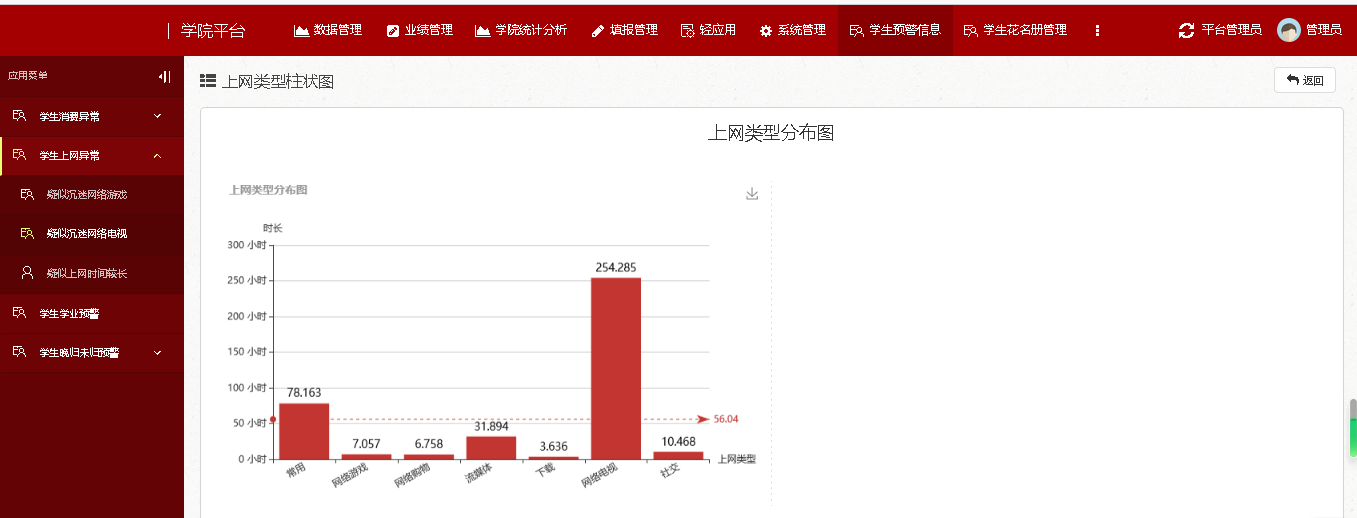 学院平台 数据管理 业绩管理 学院统计分析 填报管理 轻应用 系统管理 学生预警信息 学生花名册管理 平台管理员 管理员
应用菜单
学生消费异常
学生上网异常
疑似沉迷网络游戏
疑似沉迷网络电视
疑似上网时间较长
学生学业预警
学生晚归未归预警
上网类型柱状图
返回
上网类型分布图
上网类型分布图
时长
300 小时
250 小时
200 小时
150 小时
100 小时
50 小时
0 小时
78.163
7.057
6.758
31.894
3.636
254.285
10.468
56.04
常用
网络游戏
网络购物
流媒体
下载
网络电视
社交
上网类型